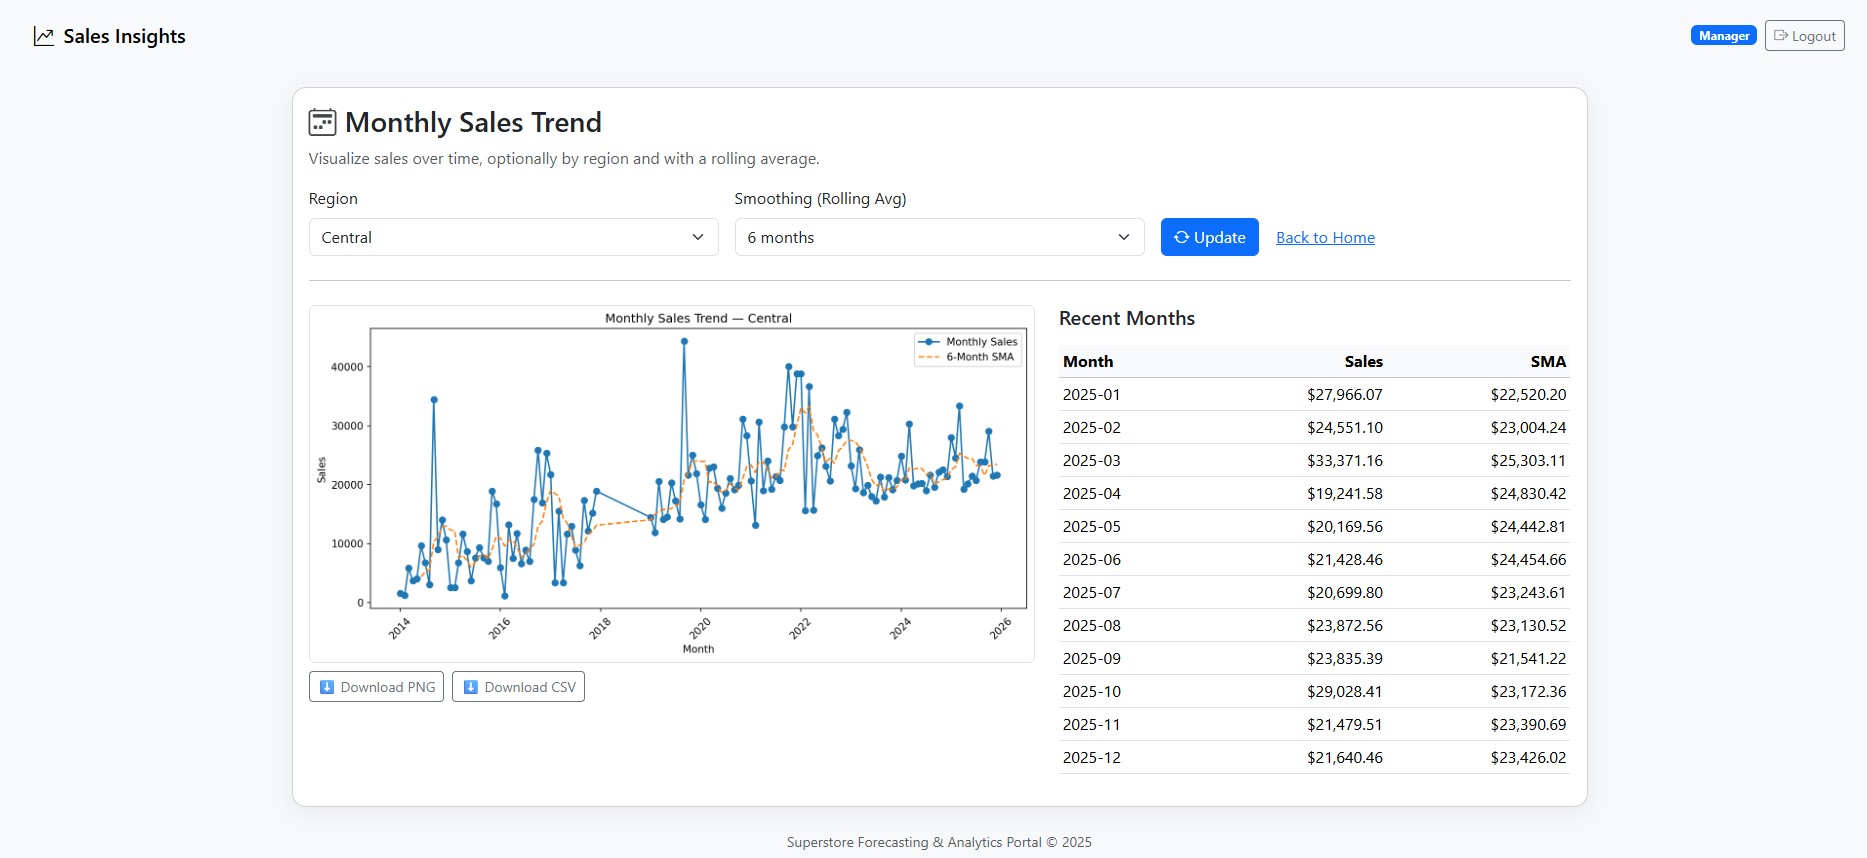 Sales Insights
Manager
Logout
Monthly Sales Trend
Visualize sales over time, optionally by region and with a rolling average.
Region
Smoothing (Rolling Avg)
Central
6 months
Update
Back to Home
Monthly Sales Trend — Central
Monthly Sales
6-Month SMA
Sales
40000
30000
20000
10000
0
2014 2016 2018 2020 2022 2024 2026
Month
Download PNG
Download CSV
Recent Months
Month Sales SMA
2025-01 $27,966.07 $22,520.20
2025-02 $24,551.10 $23,004.24
2025-03 $33,371.16 $25,303.11
2025-04 $19,241.58 $24,830.42
2025-05 $20,169.56 $24,442.81
2025-06 $21,428.46 $24,454.66
2025-07 $20,699.80 $23,243.61
2025-08 $23,872.56 $23,130.52
2025-09 $23,835.39 $21,541.22
2025-10 $29,028.41 $23,172.36
2025-11 $21,479.51 $23,390.69
2025-12 $21,640.46 $23,426.02
Superstore Forecasting & Analytics Portal © 2025